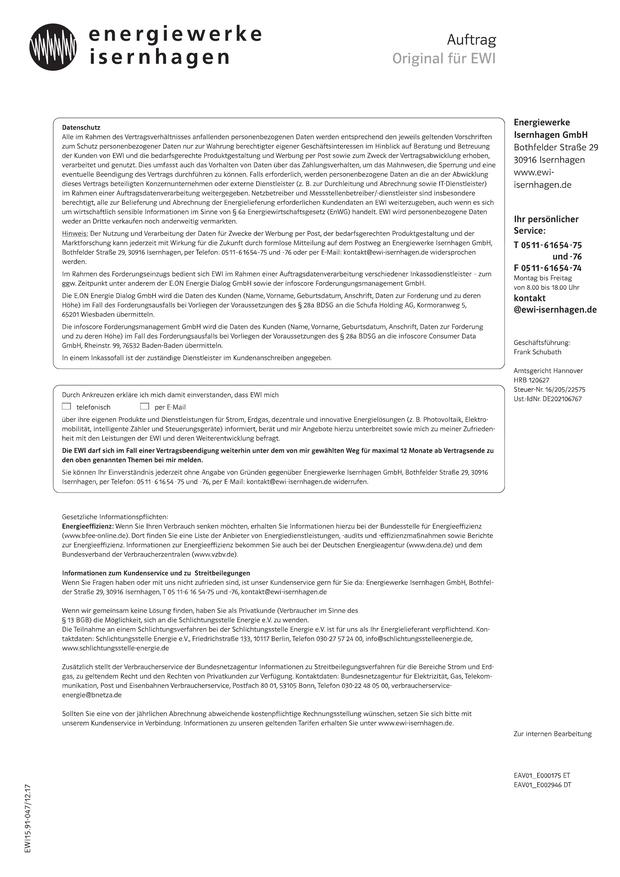 energiewerke
isernhagen
Auftrag
Original für EWI
Datenschutz
Alle im Rahmen des Vertragsverhältnisses anfallenden personenbezogenen Daten werden entsprechend den jeweils geltenden Vorschriften
zum Schutz personenbezogener Daten nur zur Wahrung berechtigter eigener Geschäftsinteressen im Hinblick auf Beratung und Betreuung
der Kunden von EWI und die bedarfsgerechte Produktgestaltung und Werbung per Post sowie zum Zweck der Vertragsabwicklung erhoben,
verarbeitet und genutzt. Dies umfasst auch das Vorhalten von Daten über das Zahlungsverhalten, um das Mahnwesen, die Sperrung und eine
eventuelle Beendigung des Vertrags durchführen zu können. Falls erforderlich, werden personenbezogene Daten an die an der Abwicklung
dieses Vertrags beteiligten Konzernunternehmen oder externe Dienstleister (z. B. zur Durchleitung und Abrechnung sowie IT-Dienstleister)
im Rahmen einer Auftragsdatenverarbeitung weitergegeben. Netzbetreiber und Messstellenbetreiber/-dienstleister sind insbesondere
berechtigt, alle zur Belieferung und Abrechnung der Energielieferung erforderlichen Kundendaten an EWI weiterzugeben, auch wenn es sich
um wirtschaftlich sensible Informationen im Sinne von § 6a Energiewirtschaftsgesetz (EnWG) handelt. EWI wird personenbezogene Daten
weder an Dritte verkaufen noch anderweitig vermarkten.
Hinweis: Der Nutzung und Verarbeitung der Daten für Zwecke der Werbung per Post, der bedarfsgerechten Produktgestaltung und der
Marktforschung kann jederzeit mit Wirkung für die Zukunft durch formlose Mitteilung auf dem Postweg an Energiewerke Isernhagen GmbH,
Bothfelder Straße 29, 30916 Isernhagen, per Telefon: 0511-61654-75 und -76 oder per E-Mail: kontakt@ewi-isernhagen.de widersprochen
werden.
Im Rahmen des Forderungseinzugs bedient sich EWI im Rahmen einer Auftragsdatenverarbeitung verschiedener Inkassodienstleister - zum
ggw. Zeitpunkt unter anderem der E.ON Energie Dialog GmbH sowie der infoscore Forderungungsmanagement GmbH.
Die E.ON Energie Dialog GmbH wird die Daten des Kunden (Name, Vorname, Geburtsdatum, Anschrift, Daten zur Forderung und zu deren
Höhe) im Fall des Forderungsausfalls bei Vorliegen der Voraussetzungen des § 28a BDSG an die Schufa Holding AG, Kormoranweg 5,
65201 Wiesbaden übermitteln.
Die infoscore Forderungsmanagement GmbH wird die Daten des Kunden (Name, Vorname, Geburtsdatum, Anschrift, Daten zur Forderung
und zu deren Höhe) im Fall des Forderungsausfalls bei Vorliegen der Voraussetzungen des § 28a BDSG an die infoscore Consumer Data
GmbH, Rheinstr. 99, 76532 Baden-Baden übermitteln.
In einem Inkassofall ist der zuständige Dienstleister im Kundenanschreiben angegeben.
Durch Ankreuzen erkläre ich mich damit einverstanden, dass EWI mich
telefonisch per E-Mail
über ihre eigenen Produkte und Dienstleistungen für Strom, Erdgas, dezentrale und innovative Energielösungen (z. B. Photovoltaik, Elektro-
mobilität, intelligente Zähler und Steuerungsgeräte) informiert, berät und mir Angebote hierzu unterbreitet sowie mich zu meiner Zufrieden-
heit mit den Leistungen der EWI und deren Weiterentwicklung befragt.
Die EWI darf sich im Fall einer Vertragsbeendigung weiterhin unter dem von mir gewählten Weg für maximal 12 Monate ab Vertragsende zu
den oben genannten Themen bei mir melden.
Sie können Ihr Einverständnis jederzeit ohne Angabe von Gründen gegenüber Energiewerke Isernhagen GmbH, Bothfelder Straße 29, 30916
Isernhagen, per Telefon: 0511-61654-75 und -76, per E-Mail: kontakt@ewi-isernhagen.de widerrufen.
Gesetzliche Informationspflichten:
Energieeffizienz: Wenn Sie Ihren Verbrauch senken möchten, erhalten Sie Informationen hierzu bei der Bundesstelle für Energieeffizienz
(www.bfee-online.de). Dort finden Sie eine Liste der Anbieter von Energiedienstleistungen, -audits und -effizienzmaßnahmen sowie Berichte
zur Energieeffizienz. Informationen zur Energieeffizienz bekommen Sie auch bei der Deutschen Energieagentur (www.dena.de) und dem
Bundesverband der Verbraucherzentralen (www.vzbv.de).
Informationen zum Kundenservice und zu Streitbeilegungen
Wenn Sie Fragen haben oder mit uns nicht zufrieden sind, ist unser Kundenservice gern für Sie da: Energiewerke Isernhagen GmbH, Bothfel-
der Straße 29, 30916 Isernhagen, T 05 11-6 16 54-75 und -76, kontakt@ewi-isernhagen.de
Wenn wir gemeinsam keine Lösung finden, haben Sie als Privatkunde (Verbraucher im Sinne des
§ 13 BGB) die Möglichkeit, sich an die Schlichtungsstelle Energie e.V. zu wenden.
Die Teilnahme an einem Schlichtungsverfahren bei der Schlichtungsstelle Energie e.V. ist für uns als Ihr Energielieferant verpflichtend. Kon-
taktdaten: Schlichtungsstelle Energie e.V., Friedrichstraße 133, 10117 Berlin, Telefon 030-27 57 24 00, info@schlichtungsstelleenergie.de,
www.schlichtungsstelle-energie.de
Zusätzlich stellt der Verbraucherservice der Bundesnetzagentur Informationen zu Streitbeilegungsverfahren für die Bereiche Strom und Erd-
gas, zu geltendem Recht und den Rechten von Privatkunden zur Verfügung. Kontaktdaten: Bundesnetzagentur für Elektrizität, Gas, Telekom-
munikation, Post und Eisenbahnen Verbraucherservice, Postfach 80 01, 53105 Bonn, Telefon 030-22 48 05 00, verbraucherservice-
energie@bnetza.de
Sollten Sie eine von der jährlichen Abrechnung abweichende kostenpflichtige Rechnungsstellung wünschen, setzen Sie sich bitte mit
unserem Kundenservice in Verbindung. Informationen zu unseren geltenden Tarifen erhalten Sie unter www.ewi-isernhagen.de.
Energiewerke
Isernhagen GmbH
Bothfelder Straße 29
30916 Isernhagen
www.ewi-
isernhagen.de
Ihr persönlicher
Service:
T 0511-61654-75
und -76
F 0511-61654-74
Montag bis Freitag
von 8.00 bis 18.00 Uhr
kontakt
@ewi-isernhagen.de
Geschäftsführung:
Frank Schubath
Amtsgericht Hannover
HRB 120627
Steuer-Nr. 16/205/22575
Ust.-IdNr. DE202106767
Zur internen Bearbeitung
EAV01_E000175 ET
EAV01_E002946 DT
EWI15.91-047/12.17